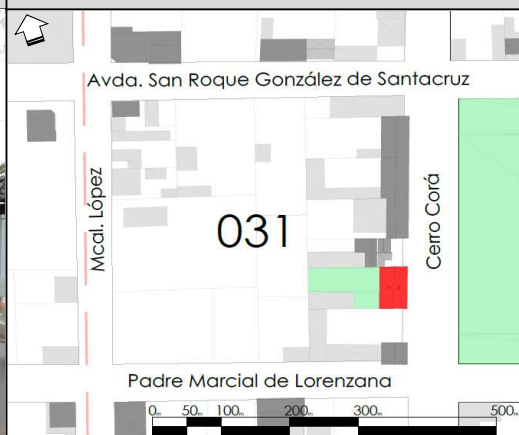 Avda. San Roque González de Santacruz
Mcal. López
031
Cerro Corá
Padre Marcial de Lorenzana
0m 50m 100m 200m 300m 500m